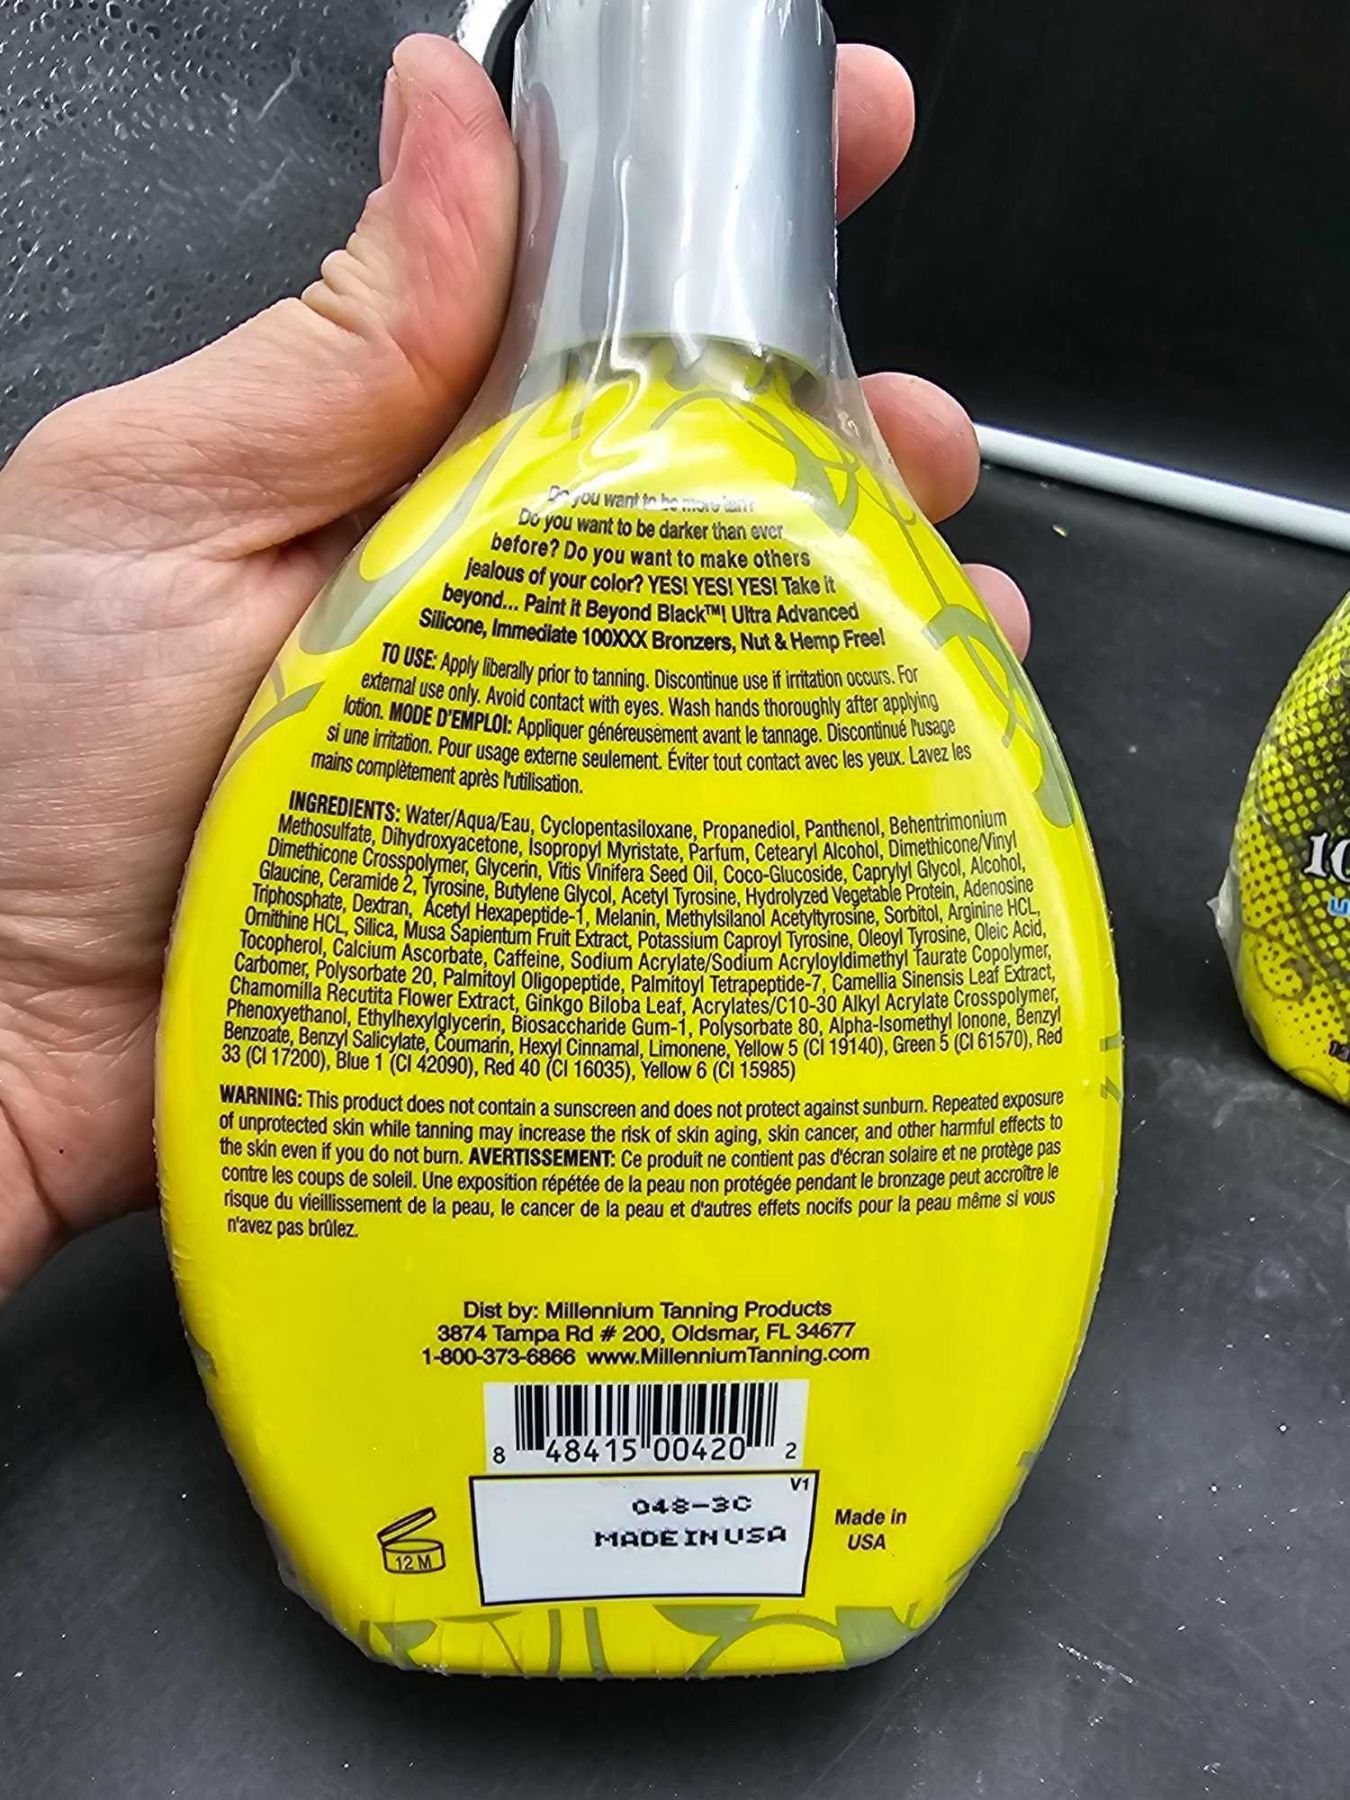 Do you want to be more tan?
Do you want to be darker than ever
before? Do you want to make others
jealous of your color? YES! YES! YES! Take it
beyond... Paint it Beyond Black™! Ultra Advanced
Silicone, Immediate 100XXX Bronzers, Nut & Hemp Free!
TO USE: Apply liberally prior to tanning. Discontinue use if irritation occurs. For
external use only. Avoid contact with eyes. Wash hands thoroughly after applying
lotion. MODE D'EMPLOI: Appliquer généreusement avant le tannage. Discontinué l'usage
si une irritation. Pour usage externe seulement. Éviter tout contact avec les yeux. Lavez les
mains complètement après l'utilisation.
INGREDIENTS: Water/Aqua/Eau, Cyclopentasiloxane, Propanediol, Panthenol, Behentrimonium
Methosulfate, Dihydroxyacetone, Isopropyl Myristate, Parfum, Cetearyl Alcohol, Dimethicone/Vinyl
Dimethicone Crosspolymer, Glycerin, Vitis Vinifera Seed Oil, Coco-Glucoside, Caprylyl Glycol, Alcohol,
Glaucine, Ceramide 2, Tyrosine, Butylene Glycol, Acetyl Tyrosine, Hydrolyzed Vegetable Protein, Adenosine
Triphosphate, Dextran, Acetyl Hexapeptide-1, Melanin, Methylsilanol Acetyltyrosine, Sorbitol, Arginine HCL,
Ornithine HCL, Silica, Musa Sapientum Fruit Extract, Potassium Caproyl Tyrosine, Oleoyl Tyrosine, Oleic Acid,
Tocopherol, Calcium Ascorbate, Caffeine, Sodium Acrylate/Sodium Acryloyldimethyl Taurate Copolymer,
Carbomer, Polysorbate 20, Palmitoyl Oligopeptide, Palmitoyl Tetrapeptide-7, Camellia Sinensis Leaf Extract,
Chamomilla Recutita Flower Extract, Ginkgo Biloba Leaf, Acrylates/C10-30 Alkyl Acrylate Crosspolymer,
Phenoxyethanol, Ethylhexylglycerin, Biosaccharide Gum-1, Polysorbate 80, Alpha-Isomethyl Ionone, Benzyl
Benzoate, Benzyl Salicylate, Coumarin, Hexyl Cinnamal, Limonene, Yellow 5 (CI 19140), Green 5 (CI 61570), Red
33 (CI 17200), Blue 1 (CI 42090), Red 40 (CI 16035), Yellow 6 (CI 15985)
WARNING: This product does not contain a sunscreen and does not protect against sunburn. Repeated exposure
of unprotected skin while tanning may increase the risk of skin aging, skin cancer, and other harmful effects to
the skin even if you do not burn. AVERTISSEMENT: Ce produit ne contient pas d'écran solaire et ne protège pas
contre les coups de soleil. Une exposition répétée de la peau non protégée pendant le bronzage peut accroître le
risque du vieillissement de la peau, le cancer de la peau et d'autres effets nocifs pour la peau même si vous
n'avez pas brûlez.
Dist by: Millennium Tanning Products
3874 Tampa Rd # 200, Oldsmar, FL 34677
1-800-373-6866 www.MillenniumTanning.com
8 48415 00420 2
V1
048-3C
MADE IN USA
Made in
USA
12 M
10